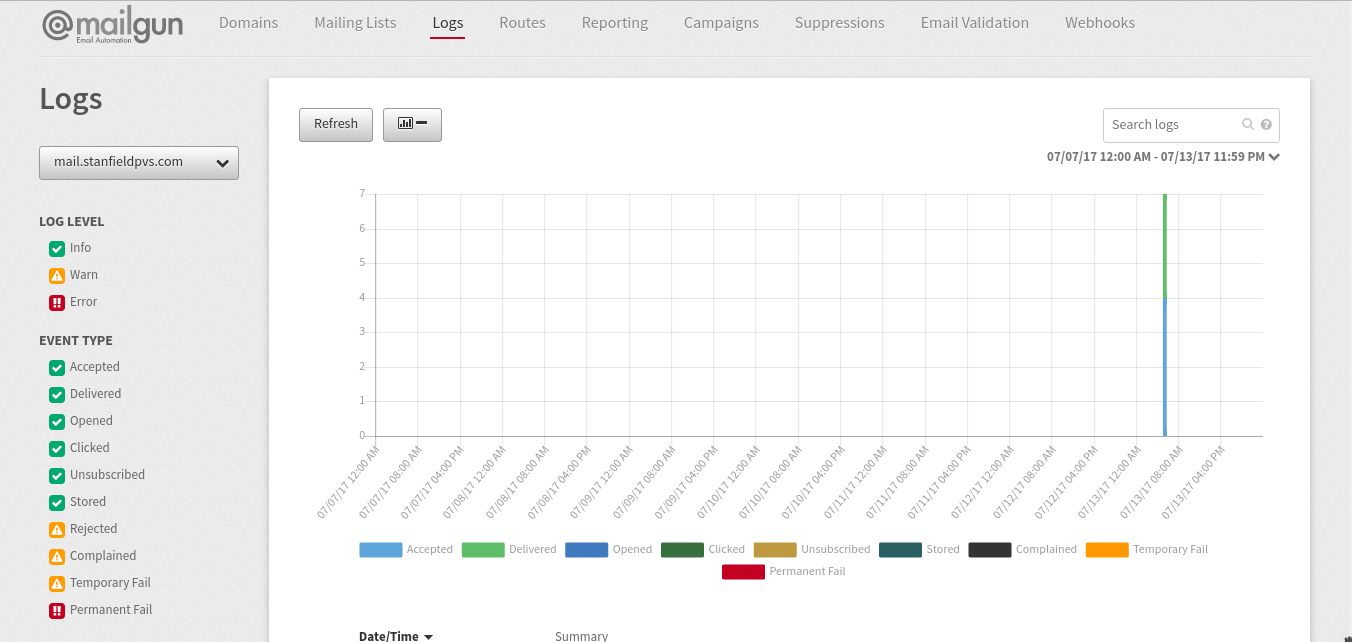 @mailgun
Email Automation
Domains
Mailing Lists
Logs
Routes
Reporting
Campaigns
Suppressions
Email Validation
Webhooks
Logs
mail.stanfieldpvs.com
LOG LEVEL
Info
Warn
Error
EVENT TYPE
Accepted
Delivered
Opened
Clicked
Unsubscribed
Stored
Rejected
Complained
Temporary Fail
Permanent Fail
Refresh
Search logs
07/07/17 12:00 AM - 07/13/17 11:59 PM
7
6
5
4
3
2
1
0
07/07/17 12:00 AM
07/07/17 08:00 AM
07/07/17 04:00 PM
07/08/17 12:00 AM
07/08/17 08:00 AM
07/08/17 04:00 PM
07/09/17 12:00 AM
07/09/17 08:00 AM
07/09/17 04:00 PM
07/10/17 12:00 AM
07/10/17 08:00 AM
07/10/17 04:00 PM
07/11/17 12:00 AM
07/11/17 08:00 AM
07/11/17 04:00 PM
07/12/17 12:00 AM
07/12/17 08:00 AM
07/12/17 04:00 PM
07/13/17 12:00 AM
07/13/17 08:00 AM
07/13/17 04:00 PM
Accepted
Delivered
Opened
Clicked
Unsubscribed
Stored
Complained
Temporary Fail
Permanent Fail
Date/Time
Summary